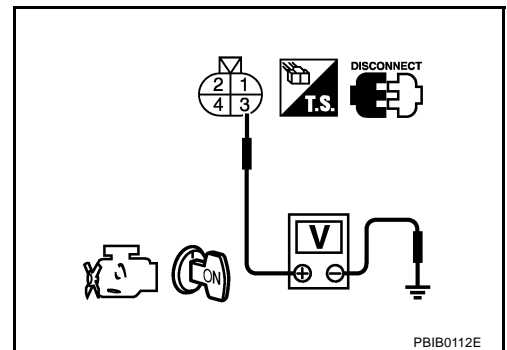 DISCONNECT
2 1
4 3
T.S.
V
ON
PBIB0112E